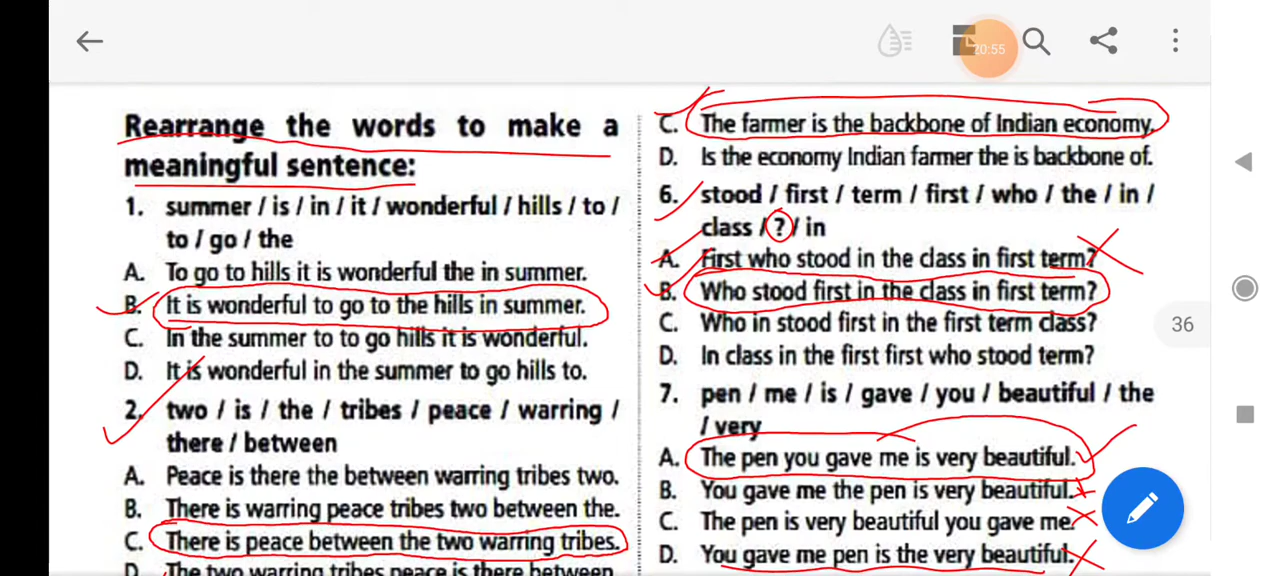 20:55
Rearrange the words to make a
meaningful sentence:
1. summer / is / in / it / wonderful / hills / to /
to / go / the
A. To go to hills it is wonderful the in summer.
B. It is wonderful to go to the hills in summer.
C. In the summer to to go hills it is wonderful.
D. It is wonderful in the summer to go hills to.
2. two / is / the / tribes / peace / warring /
there / between
A. Peace is there the between warring tribes two.
B. There is warring peace tribes two between the.
C. There is peace between the two warring tribes.
D. The two warring tribes peace is there between
C. The farmer is the backbone of Indian economy.
D. Is the economy Indian farmer the is backbone of.
6. stood / first / term / first / who / the / in /
class / ? / in
A. First who stood in the class in first term?
B. Who stood first in the class in first term?
C. Who in stood first in the first term class?
D. In class in the first first who stood term?
7. pen / me / is / gave / you / beautiful / the
/ very
A. The pen you gave me is very beautiful.
B. You gave me the pen is very beautiful.
C. The pen is very beautiful you gave me.
D. You gave me pen is the very beautiful.
36